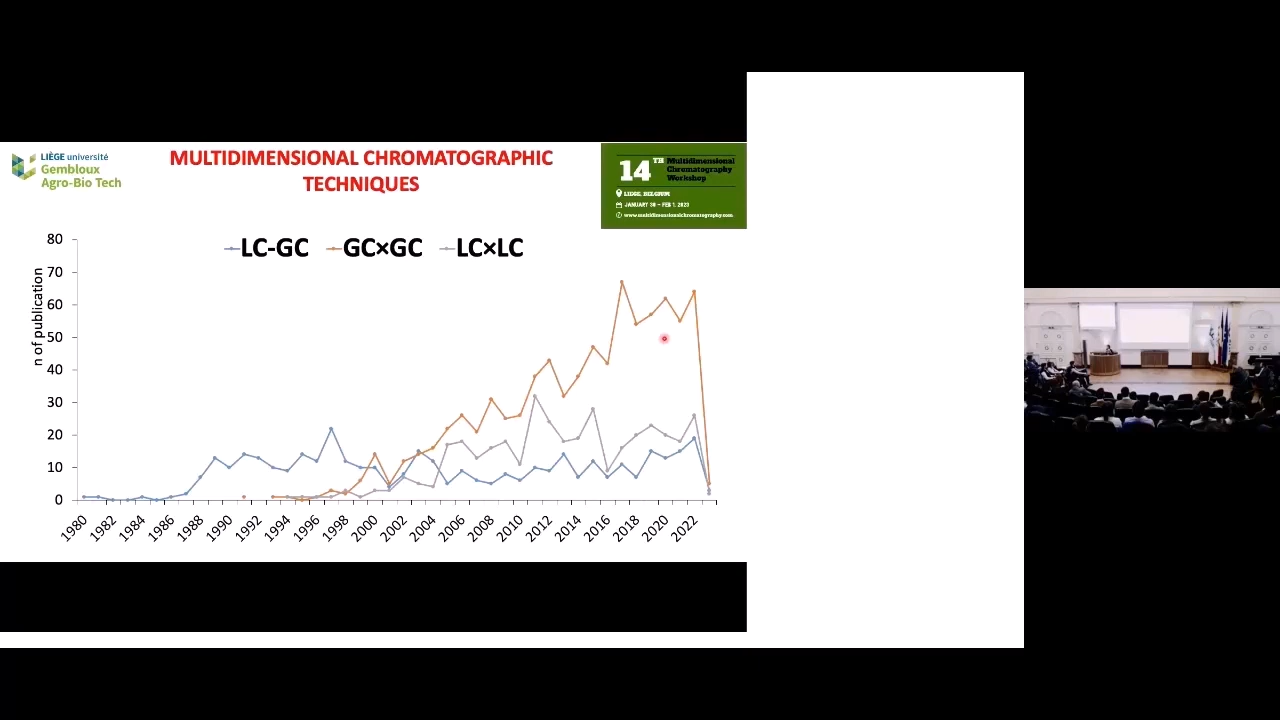 LIÈGE université
Gembloux
Agro-Bio Tech
MULTIDIMENSIONAL CHROMATOGRAPHIC
TECHNIQUES
14TH Multidimensional
Chromatography
Workshop
LIEGE, BELGIUM
JANUARY 30 – FEB 1, 2023
www.multidimensionalchromatography.com
LC-GC GC×GC LC×LC
n of publication
80
70
60
50
40
30
20
10
0
1980 1982 1984 1986 1988 1990 1992 1994 1996 1998 2000 2002 2004 2006 2008 2010 2012 2014 2016 2018 2020 2022